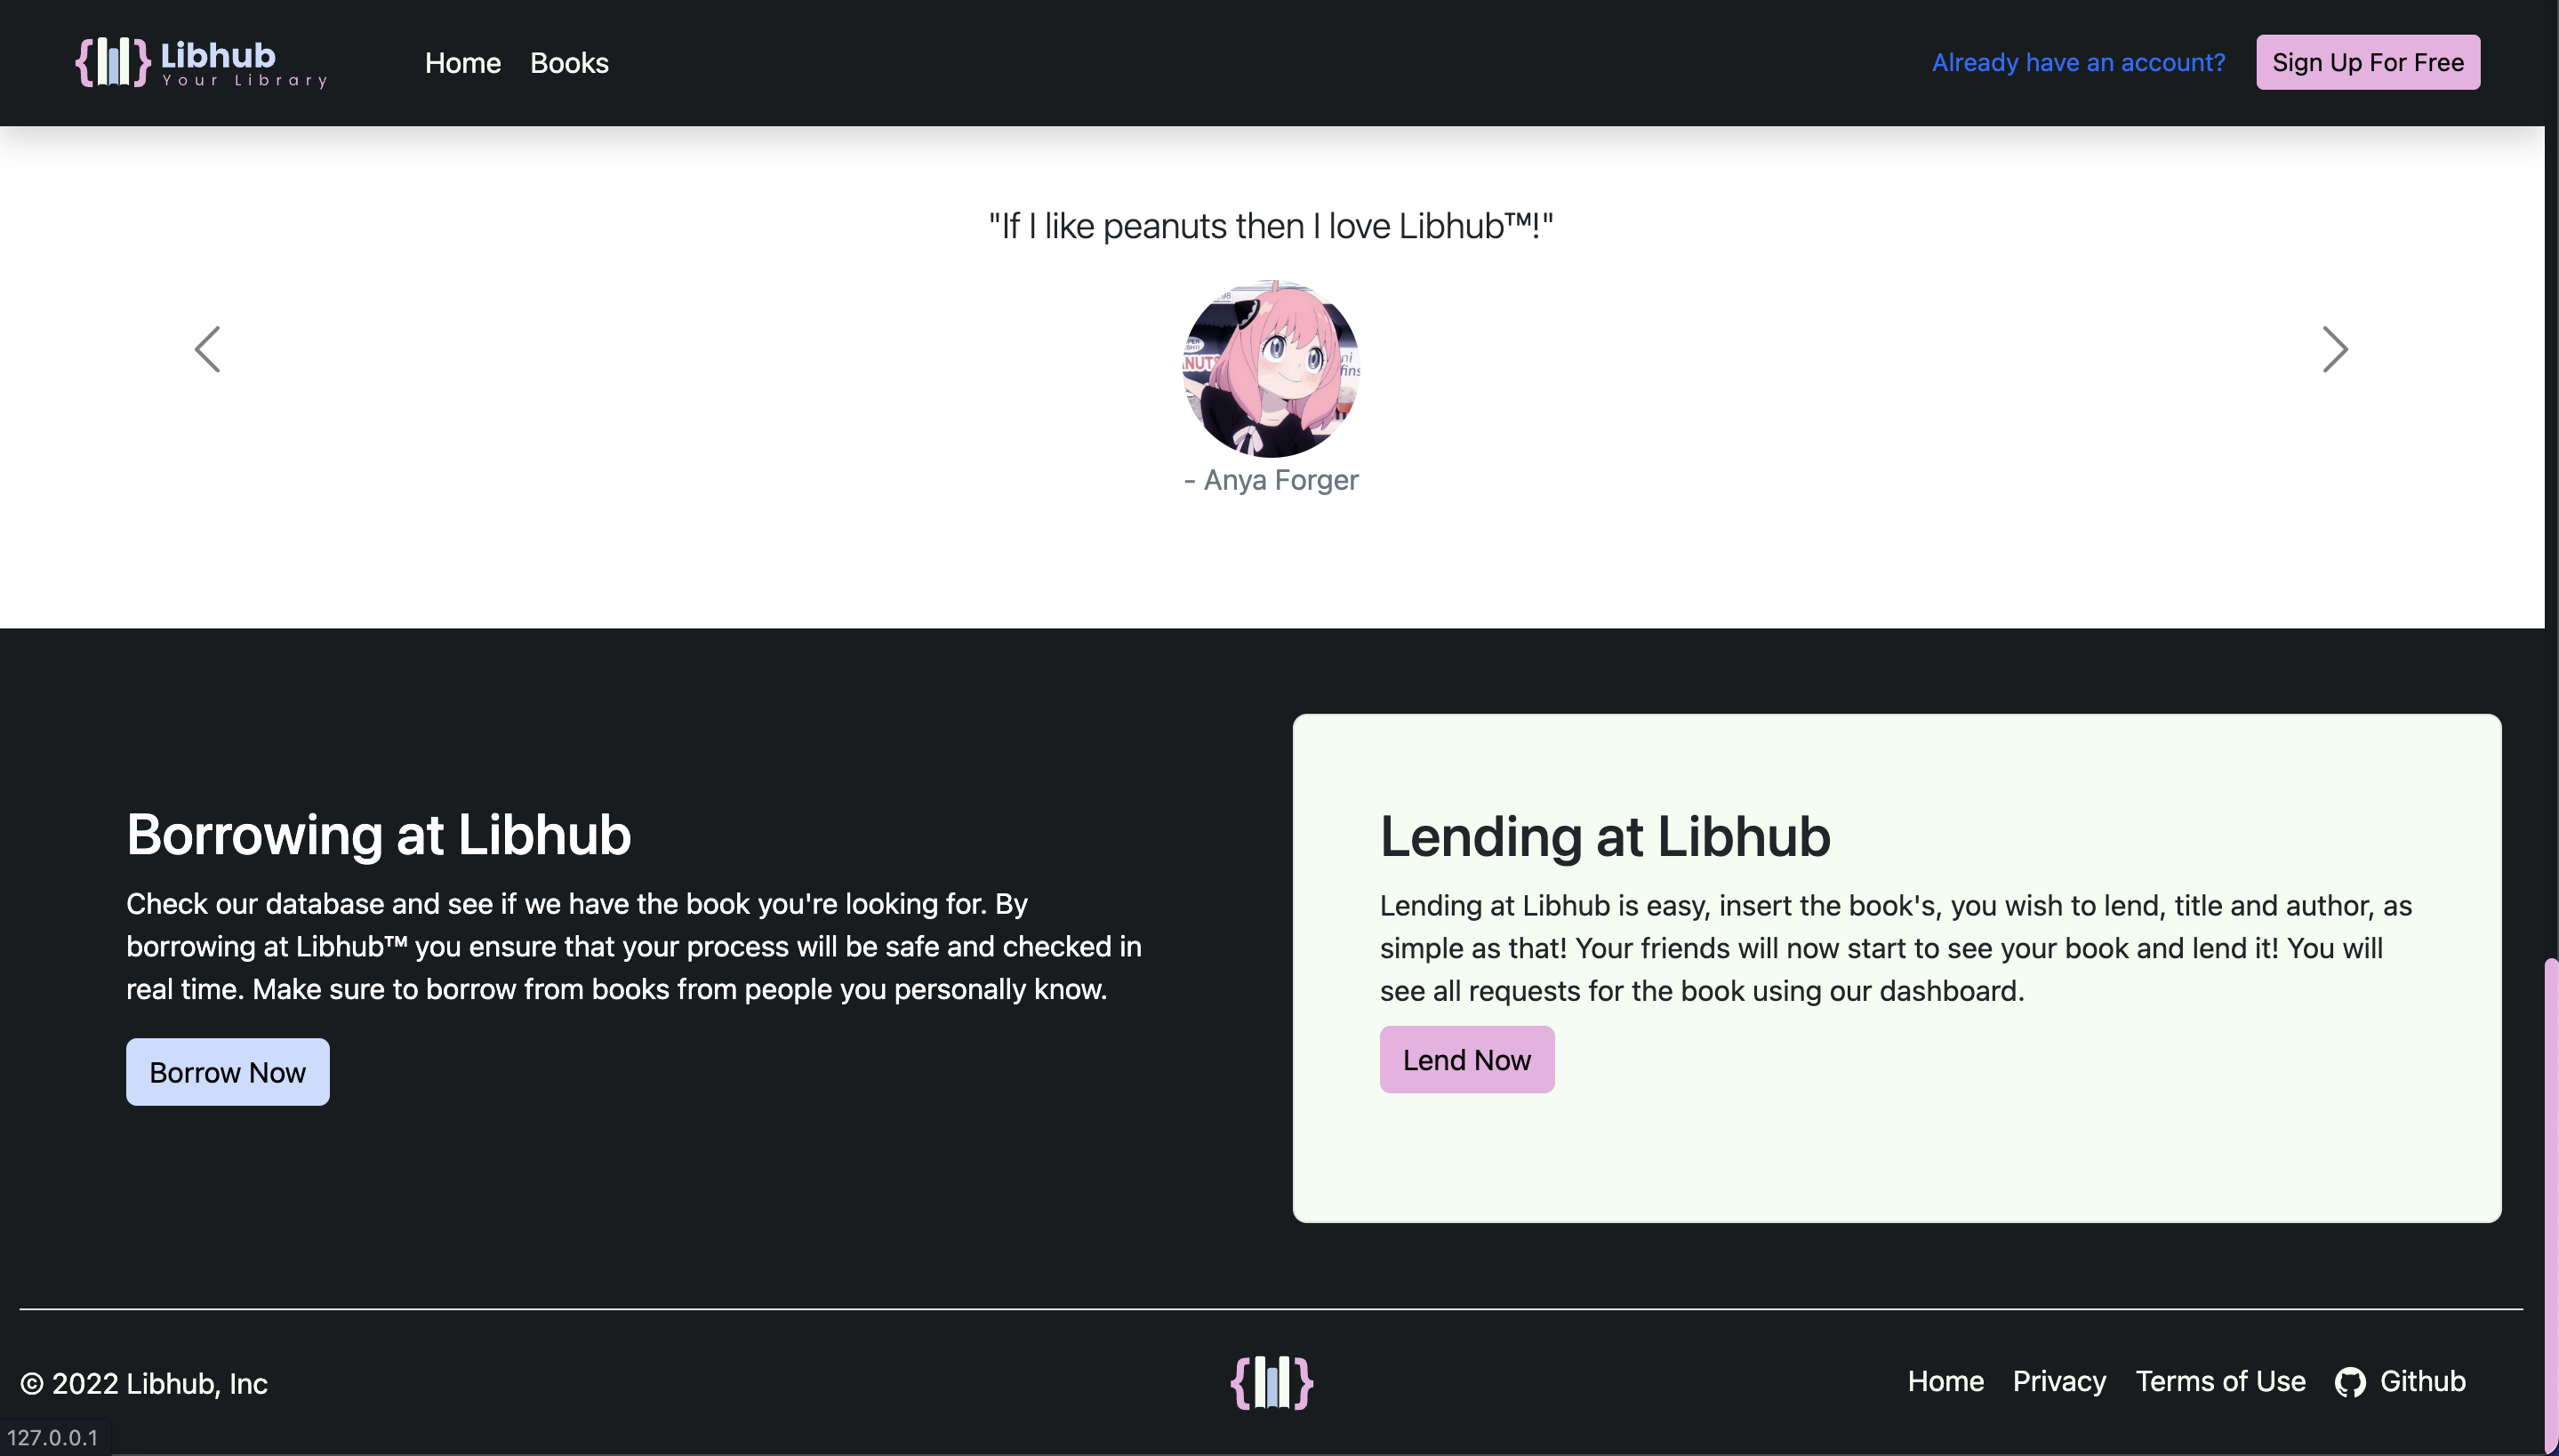 Libhub
Your Library
Home Books
Already have an account? Sign Up For Free
"If I like peanuts then I love Libhub™!"
98
NUTS
ni
fins
- Anya Forger
Borrowing at Libhub
Check our database and see if we have the book you're looking for. By
borrowing at Libhub™ you ensure that your process will be safe and checked in
real time. Make sure to borrow from books from people you personally know.
Borrow Now
Lending at Libhub
Lending at Libhub is easy, insert the book's, you wish to lend, title and author, as
simple as that! Your friends will now start to see your book and lend it! You will
see all requests for the book using our dashboard.
Lend Now
© 2022 Libhub, Inc
Home Privacy Terms of Use Github
127.0.0.1